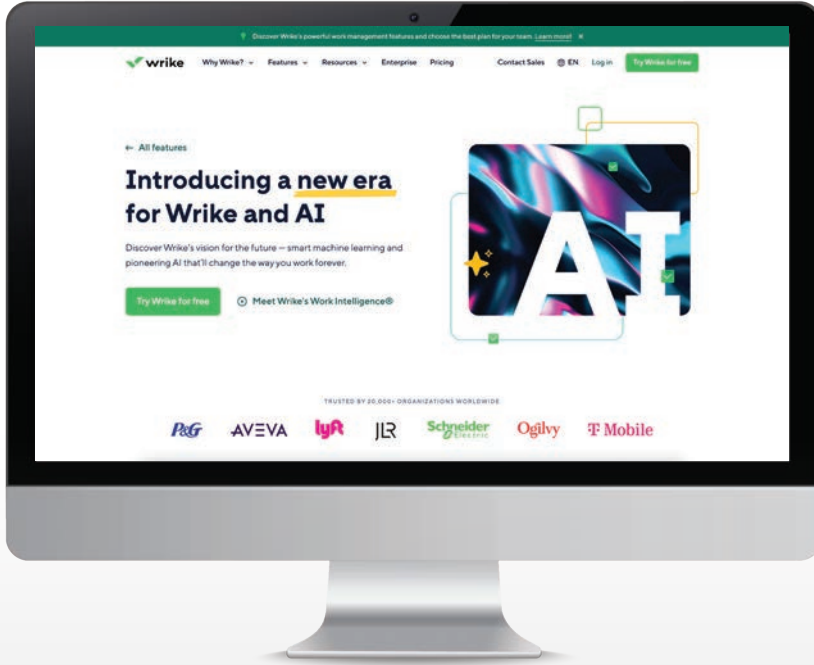 Discover Wrike's powerful work management features and choose the best plan for your team. Learn more!
wrike Why Wrike? Features Resources Enterprise Pricing Contact Sales EN Log in Try Wrike for free
← All features
Introducing a new era
for Wrike and AI
Discover Wrike's vision for the future — smart machine learning and
pioneering AI that'll change the way you work forever.
Try Wrike for free Meet Wrike's Work Intelligence®
AI
TRUSTED BY 20,000+ ORGANIZATIONS WORLDWIDE
P&G AVEVA lyft JLR Schneider Electric Ogilvy T Mobile